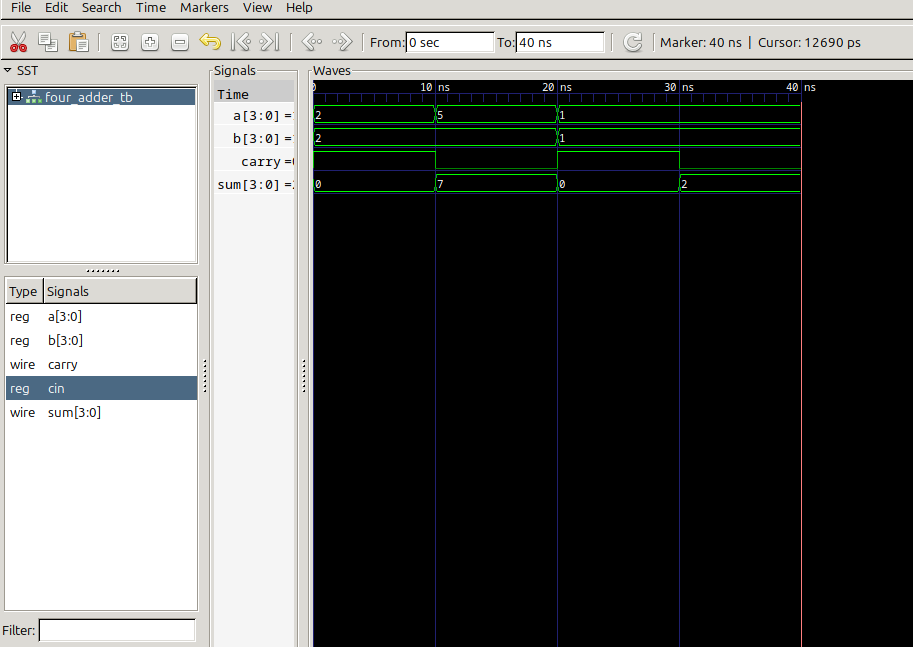 File Edit Search Time Markers View Help
From: 0 sec To: 40 ns Marker: 40 ns | Cursor: 12690 ps
SST
four_adder_tb
Type Signals
reg a[3:0]
reg b[3:0]
wire carry
reg cin
wire sum[3:0]
Filter:
Signals
Time
a[3:0] =
b[3:0] =
carry =
sum[3:0] =
Waves
0 10 ns 20 ns 30 ns 40 ns
2 5 1
2 1
0 7 0 2